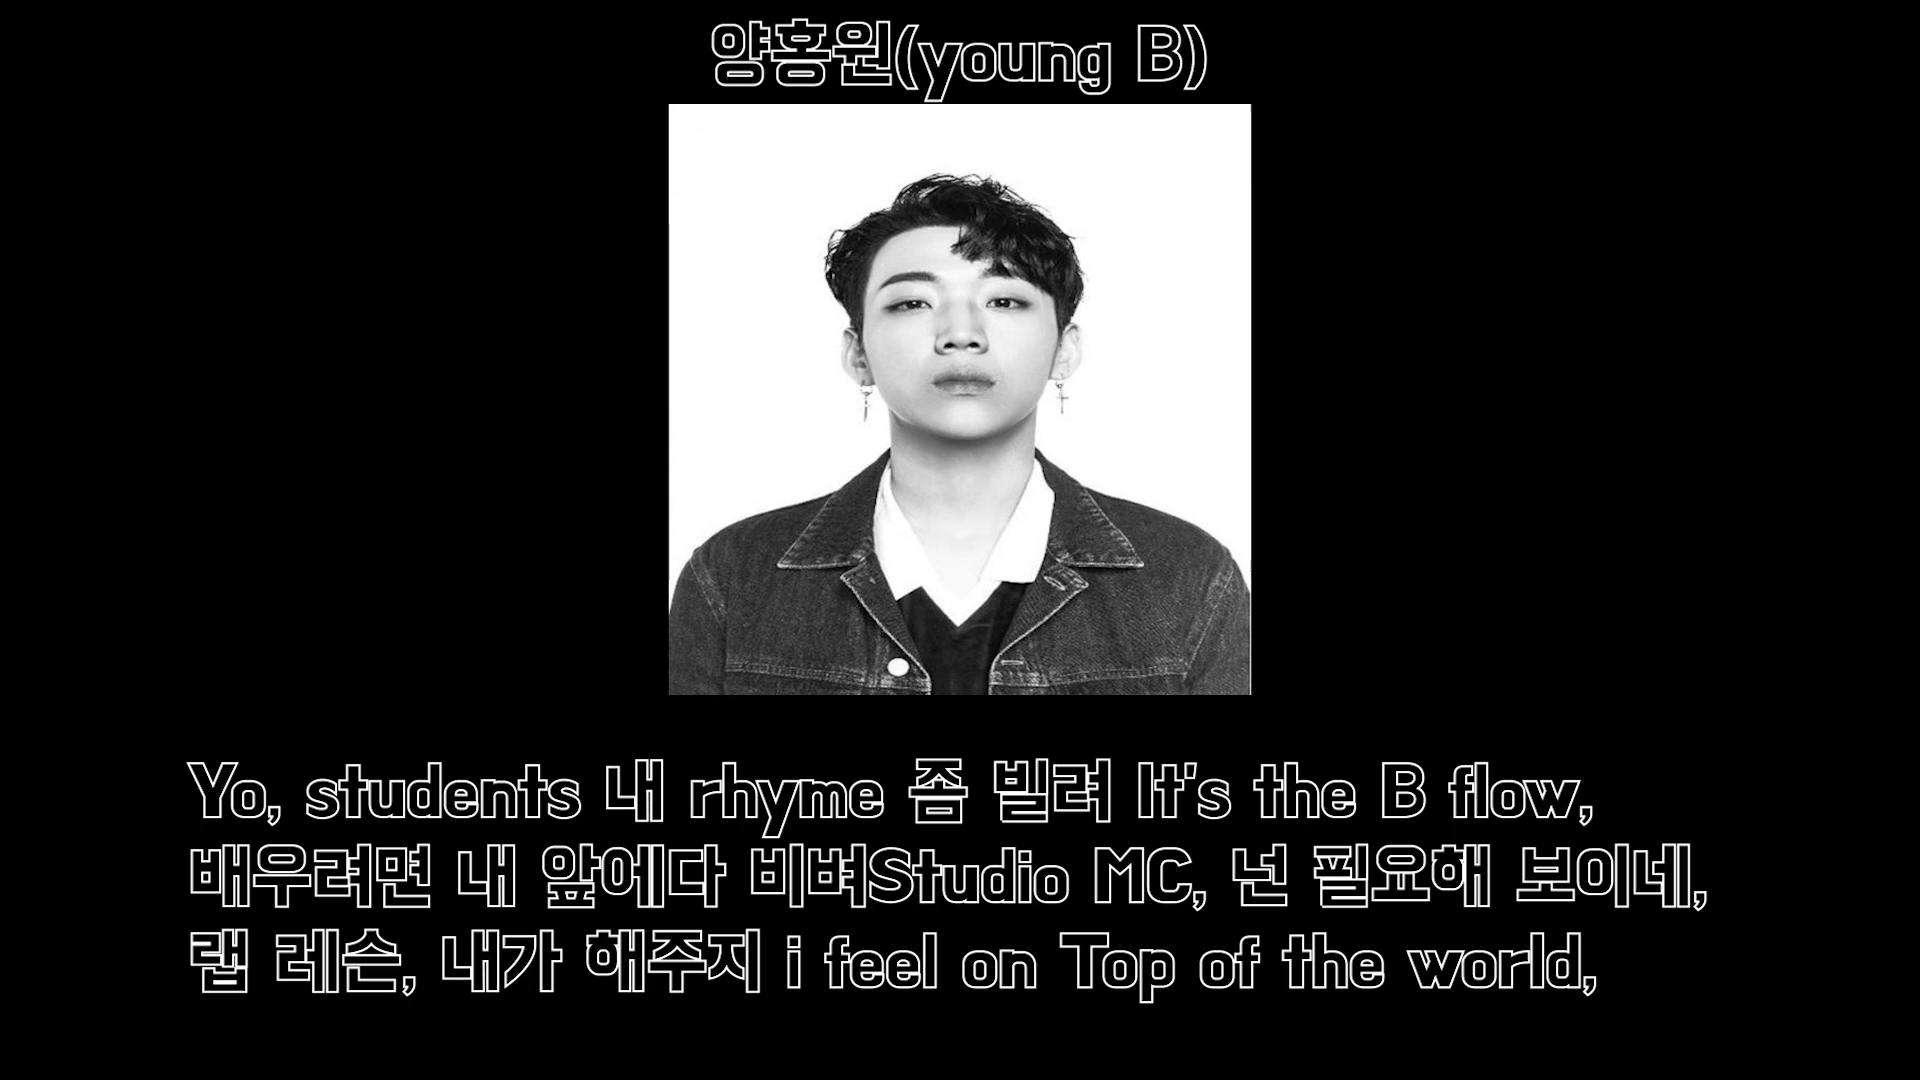 양홍원(young B)
Yo, students 내 rhyme 좀 빌려 It's the B flow,
배우려면 내 앞에다 비벼Studio MC, 넌 필요해 보이네,
랩 레슨, 내가 해주지 i feel on Top of the world,